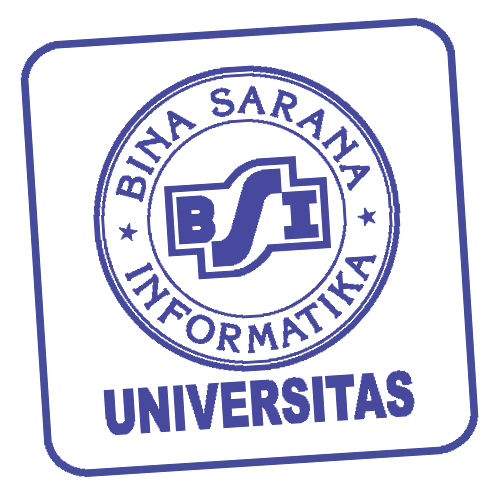 BINA SARANA
BSI
INFORMATIKA
UNIVERSITAS